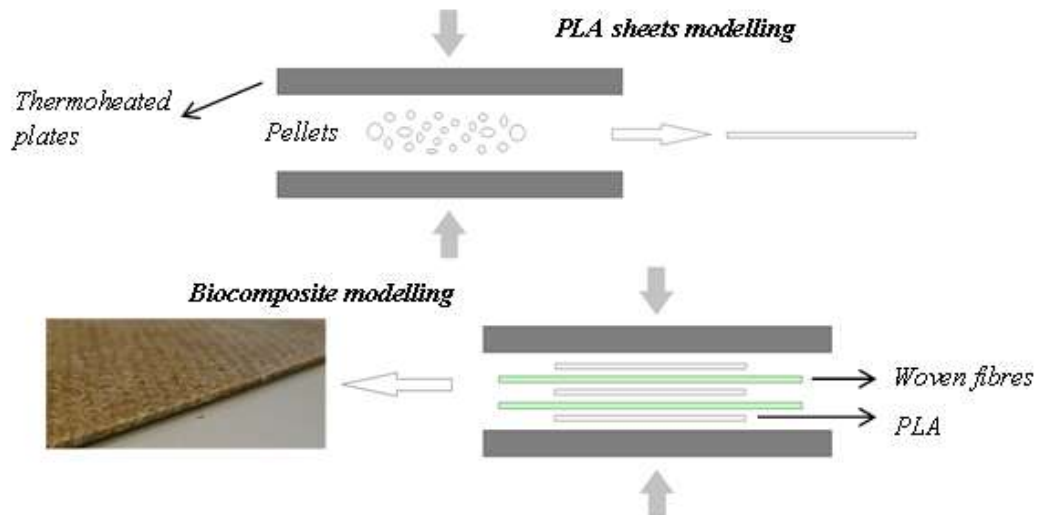 PLA sheets modelling
Thermoheated
plates
Pellets
Biocomposite modelling
Woven fibres
PLA